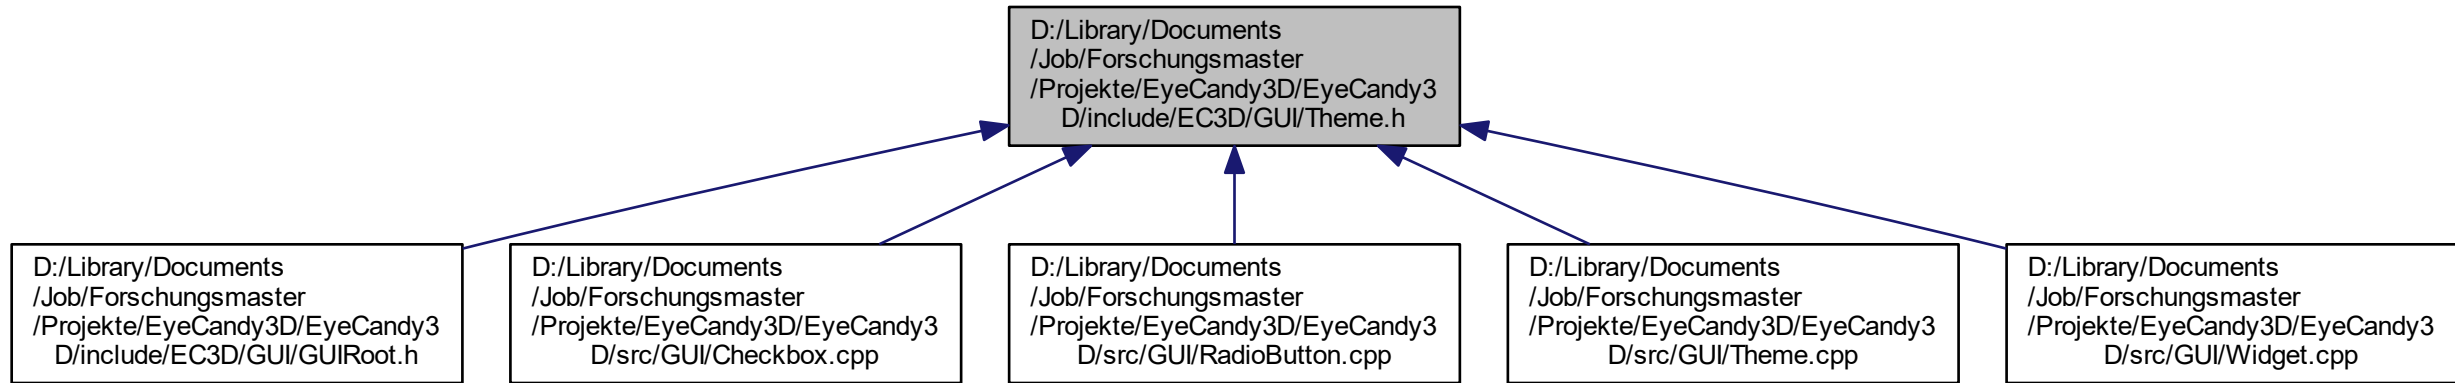 D:/Library/Documents
/Job/Forschungsmaster
/Projekte/EyeCandy3D/EyeCandy3
D/include/EC3D/GUI/Theme.h
D:/Library/Documents
/Job/Forschungsmaster
/Projekte/EyeCandy3D/EyeCandy3
D/include/EC3D/GUI/GUIRoot.h
D:/Library/Documents
/Job/Forschungsmaster
/Projekte/EyeCandy3D/EyeCandy3
D/src/GUI/Checkbox.cpp
D:/Library/Documents
/Job/Forschungsmaster
/Projekte/EyeCandy3D/EyeCandy3
D/src/GUI/RadioButton.cpp
D:/Library/Documents
/Job/Forschungsmaster
/Projekte/EyeCandy3D/EyeCandy3
D/src/GUI/Theme.cpp
D:/Library/Documents
/Job/Forschungsmaster
/Projekte/EyeCandy3D/EyeCandy3
D/src/GUI/Widget.cpp